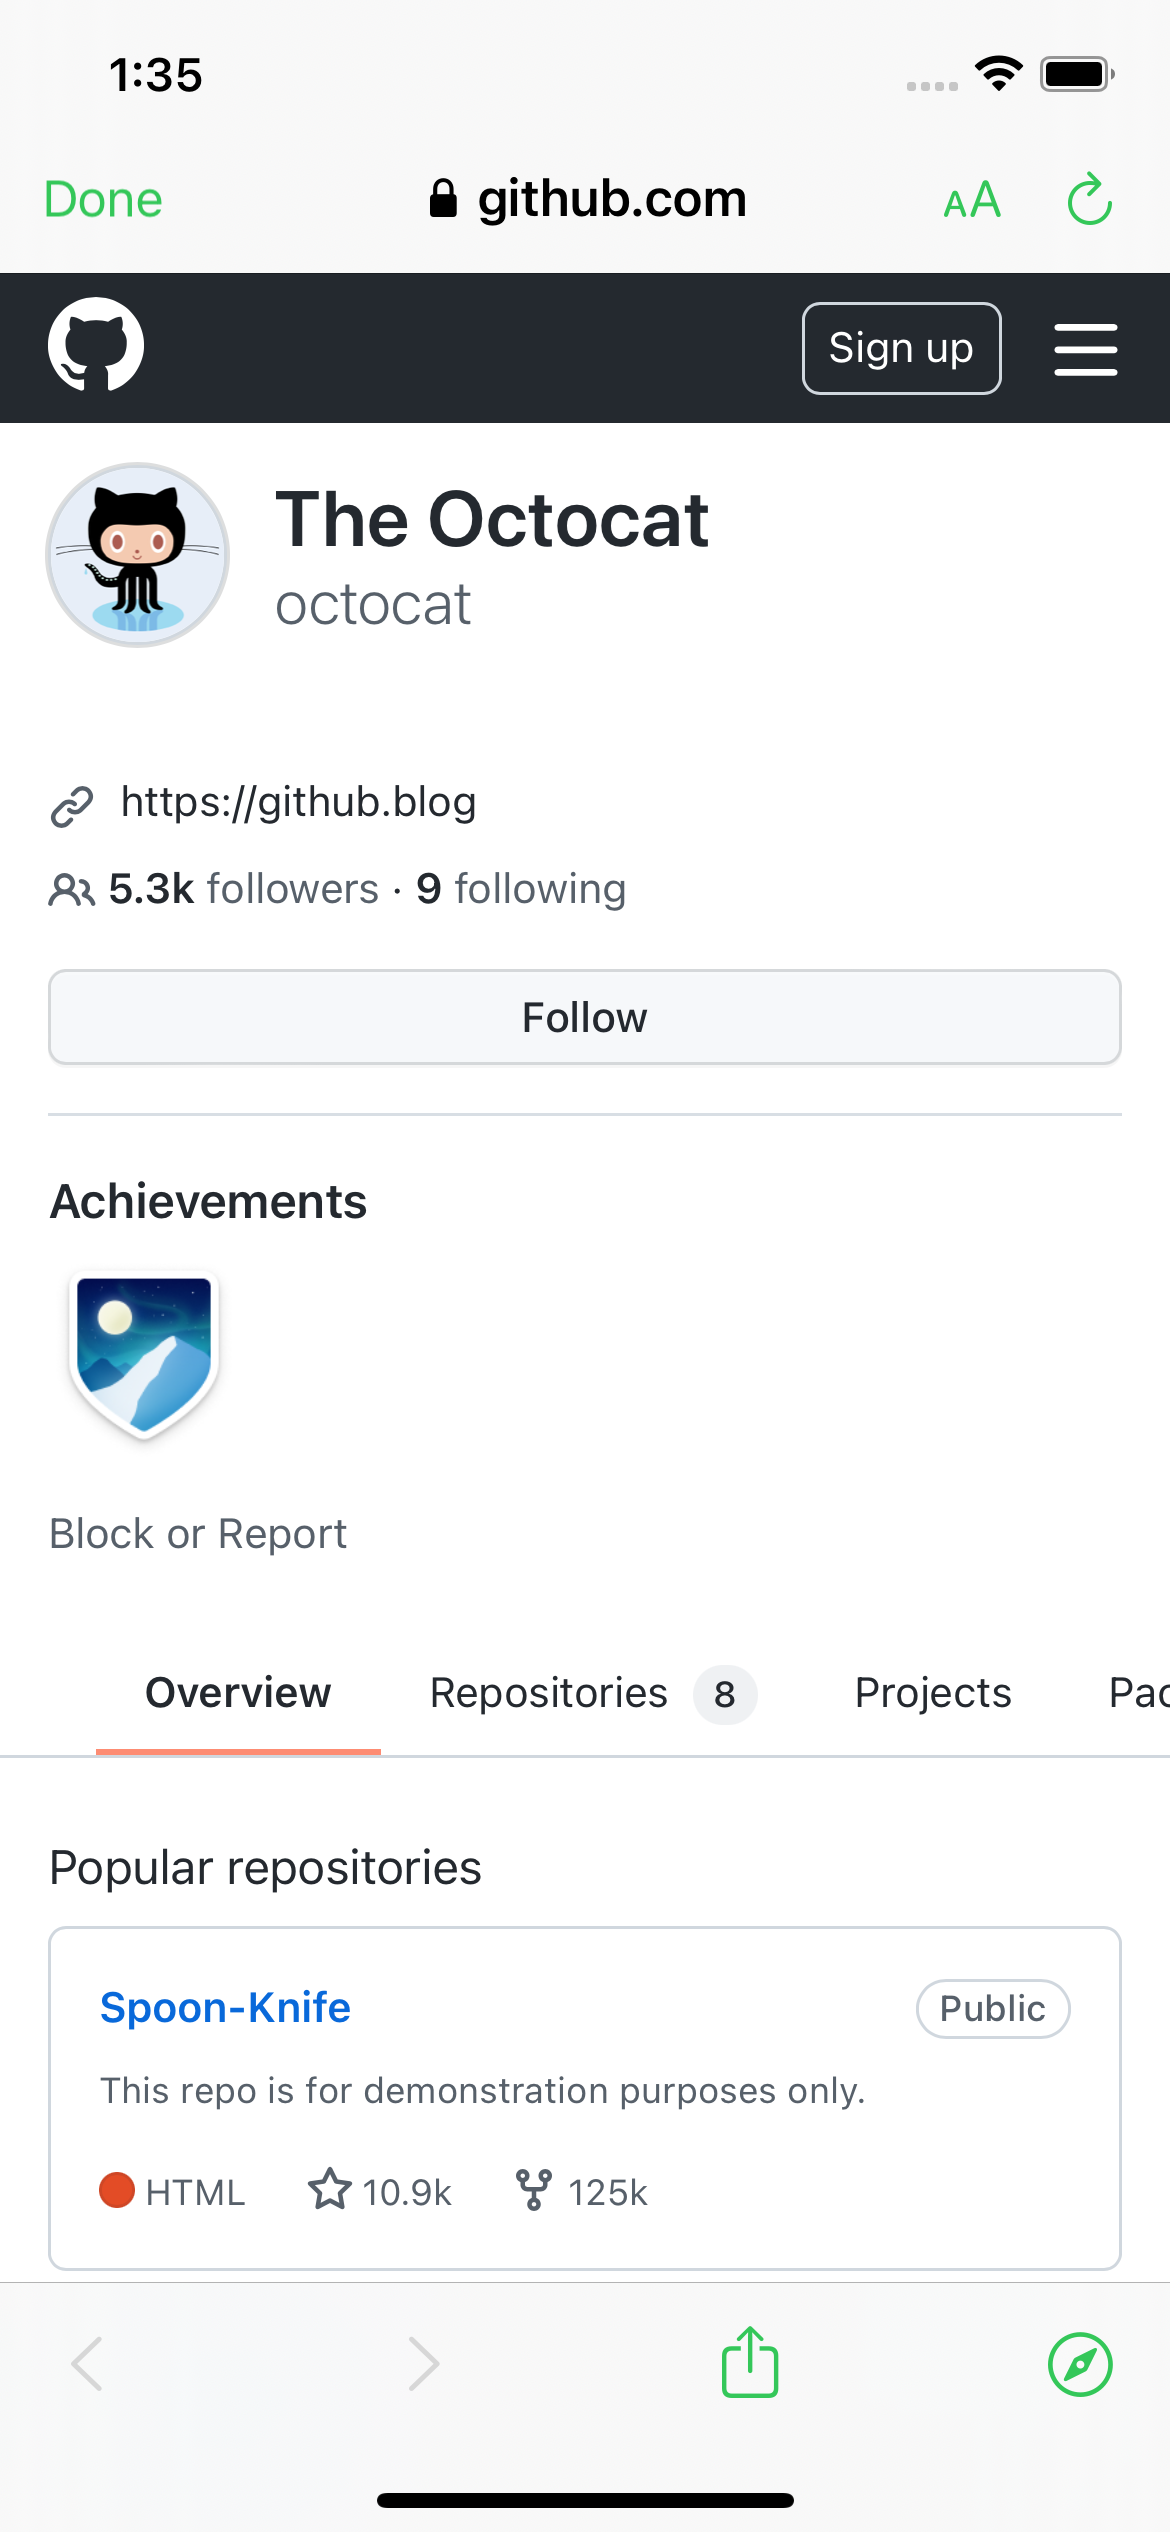 1:35
Done
github.com
AA
Sign up
The Octocat
octocat
https://github.blog
5.3k followers · 9 following
Follow
Achievements
Block or Report
Overview Repositories 8 Projects Pac
Popular repositories
Spoon-Knife Public
This repo is for demonstration purposes only.
HTML 10.9k 125k